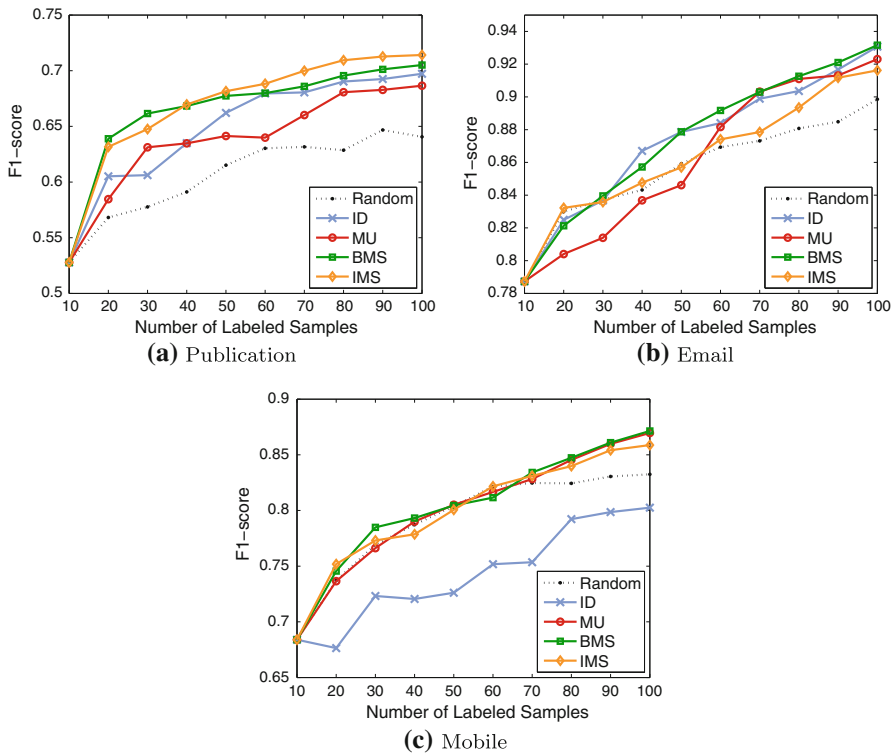 F1−score
0.75
0.7
0.65
0.6
0.55
0.5
10 20 30 40 50 60 70 80 90 100
Number of Labeled Samples
Random
ID
MU
BMS
IMS
(a) Publication
F1−score
0.94
0.92
0.9
0.88
0.86
0.84
0.82
0.8
0.78
10 20 30 40 50 60 70 80 90 100
Number of Labeled Samples
Random
ID
MU
BMS
IMS
(b) Email
F1−score
0.9
0.85
0.8
0.75
0.7
0.65
10 20 30 40 50 60 70 80 90 100
Number of Labeled Samples
Random
ID
MU
BMS
IMS
(c) Mobile